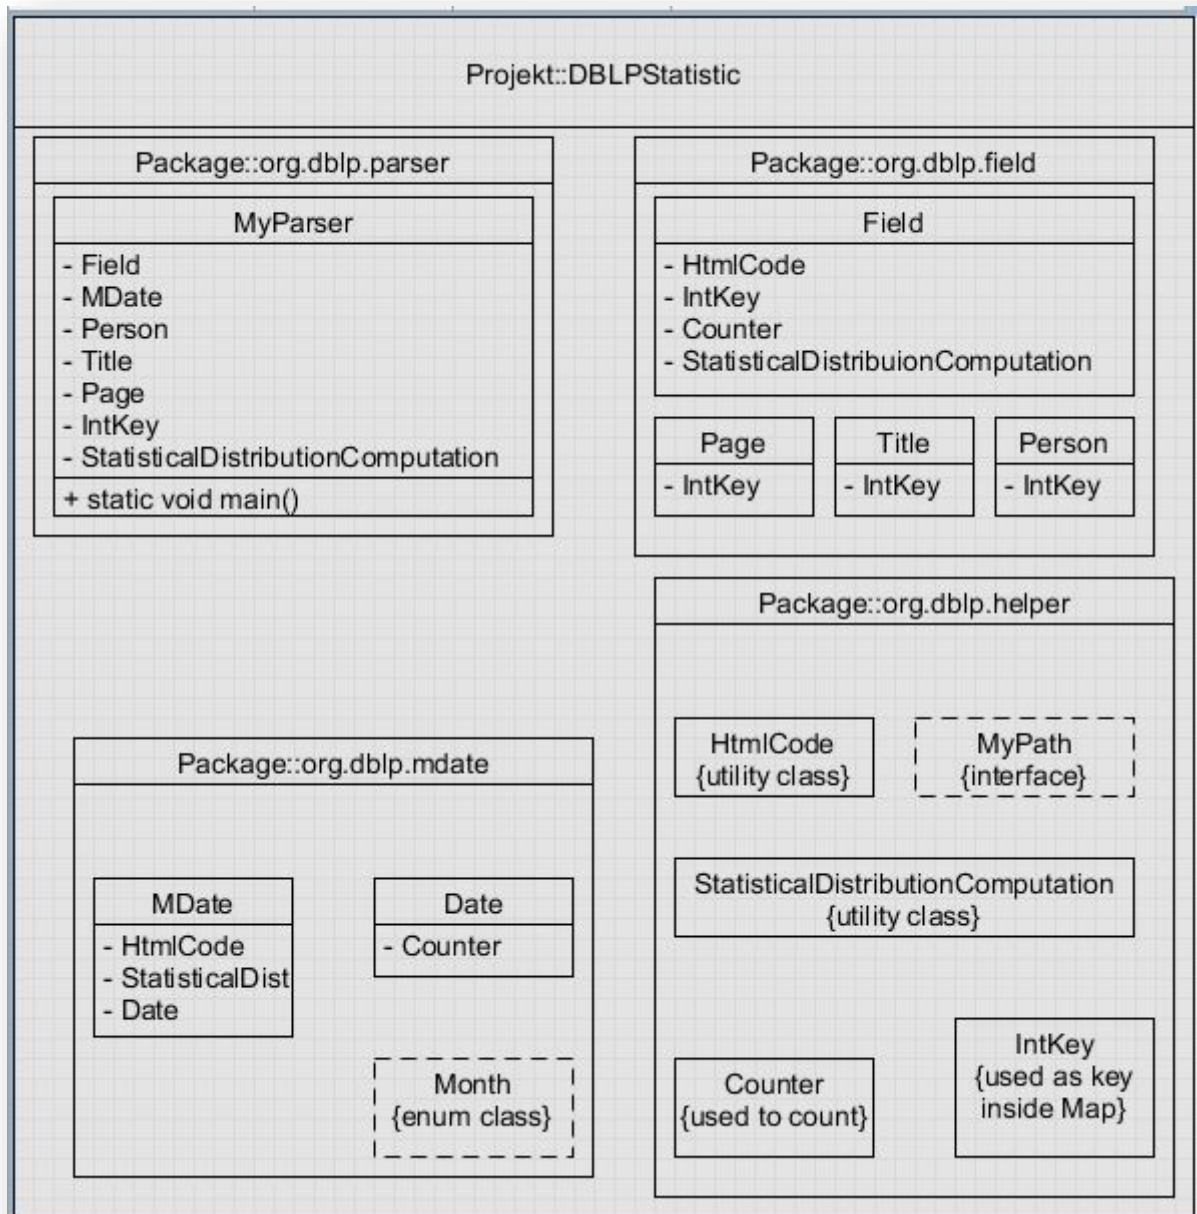 Projekt::DBLPStatistic
Package::org.dblp.parser
MyParser
- Field
- MDate
- Person
- Title
- Page
- IntKey
- StatisticalDistributionComputation
+ static void main()
Package::org.dblp.field
Field
- HtmlCode
- IntKey
- Counter
- StatisticalDistribuionComputation
Page
- IntKey
Title
- IntKey
Person
- IntKey
Package::org.dblp.mdate
MDate
- HtmlCode
- StatisticalDist
- Date
Date
- Counter
Month
{enum class}
Package::org.dblp.helper
HtmlCode
{utility class}
MyPath
{interface}
StatisticalDistributionComputation
{utility class}
Counter
{used to count}
IntKey
{used as key
inside Map}